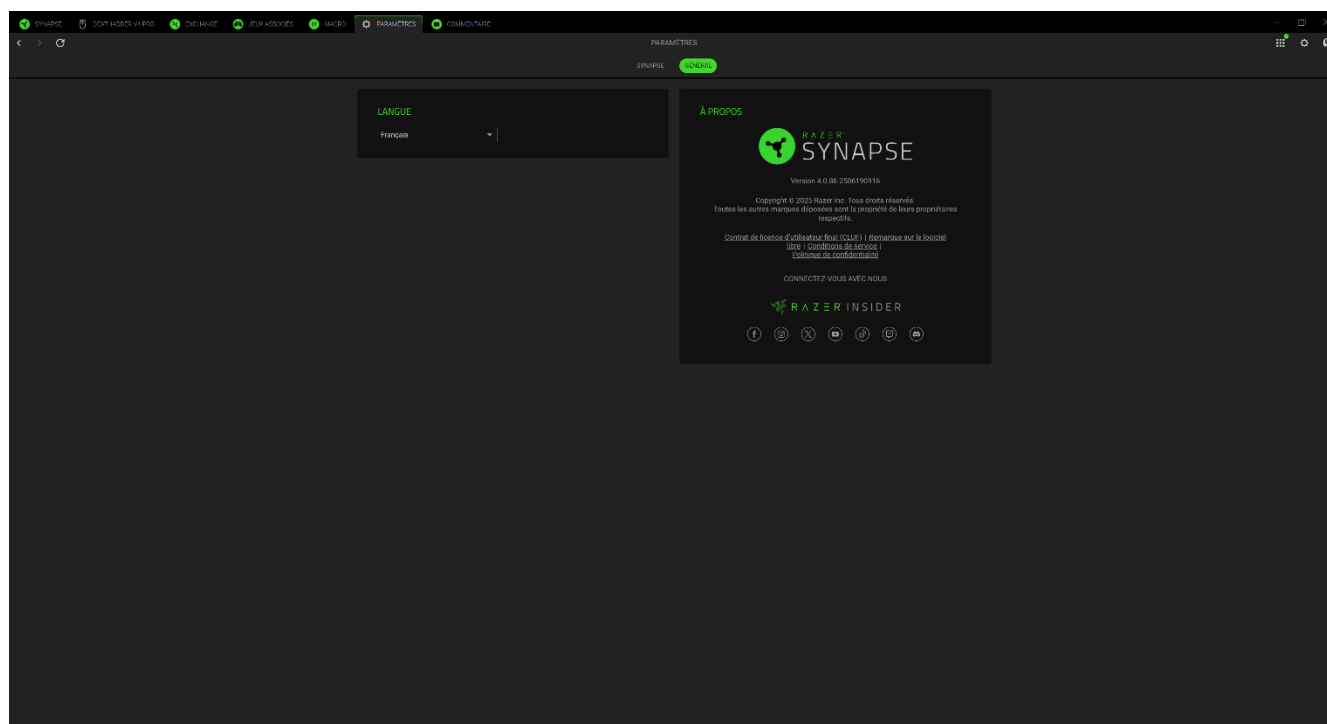 SYNAPSE
DEATHADDER V4 PRO
EXCHANGE
JEUX ASSOCIÉS
MACRO
PARAMÈTRES
COMMENTAIRE
PARAMÈTRES
SYNAPSE
GÉNÉRAL
LANGUE
Français
À PROPOS
RAZER
SYNAPSE
Version 4.0.86.2506190916
Copyright © 2025 Razer Inc. Tous droits réservés.
Toutes les autres marques déposées sont la propriété de leurs propriétaires
respectifs.
Contrat de licence d'utilisateur final (CLUF) | Remarque sur le logiciel
libre | Conditions de service |
Politique de confidentialité
CONNECTEZ-VOUS AVEC NOUS
RAZER INSIDER